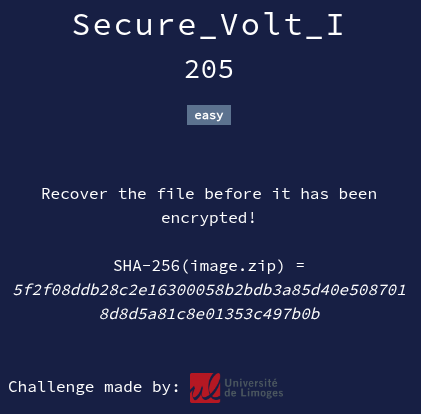 Secure_Volt_I
205
easy
Recover the file before it has been
encrypted!
SHA-256(image.zip) =
5f2f08ddb28c2e16300058b2bdb3a85d40e508701
8d8d5a81c8e01353c497b0b
Challenge made by: ul Université
de Limoges